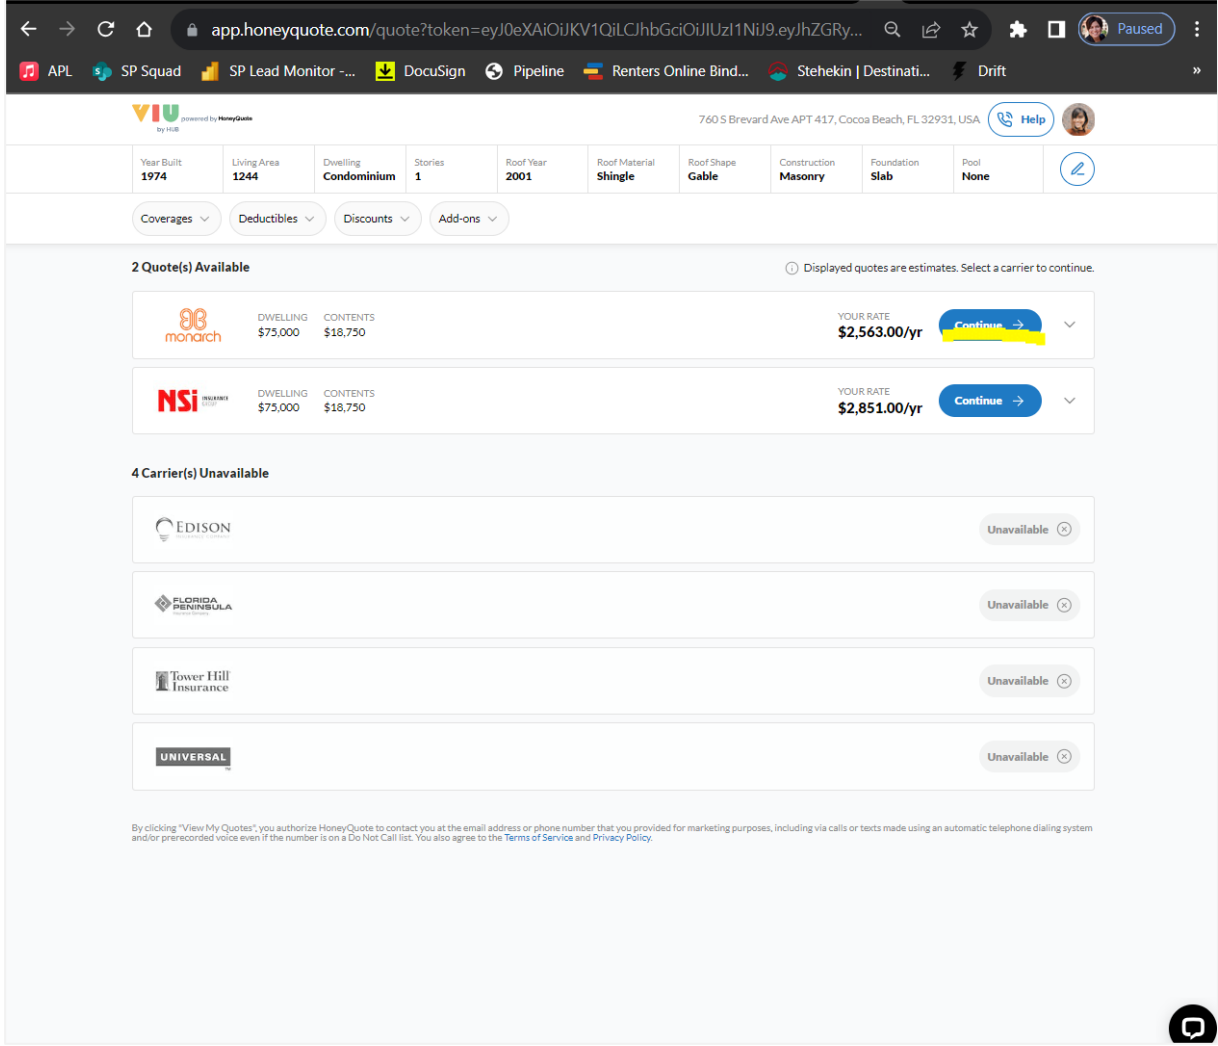 app.honeyquote.com/quote?token=eyJ0eXAiOiJKV1QiLCJhbGciOiJIUzI1NiJ9.eyJhZGRy... Paused
APL SP Squad SP Lead Monitor -... DocuSign Pipeline Renters Online Bind... Stehekin | Destinati... Drift »
VIU powered by HoneyQuote
by HUB
760 S Brevard Ave APT 417, Cocoa Beach, FL 32931, USA Help
Year Built Living Area Dwelling Stories Roof Year Roof Material Roof Shape Construction Foundation Pool
1974 1244 Condominium 1 2001 Shingle Gable Masonry Slab None
Coverages Deductibles Discounts Add-ons
2 Quote(s) Available Displayed quotes are estimates. Select a carrier to continue.
monarch
DWELLING CONTENTS YOUR RATE
$75,000 $18,750 $2,563.00/yr Continue
NSi INSURANCE GROUP
DWELLING CONTENTS YOUR RATE
$75,000 $18,750 $2,851.00/yr Continue
4 Carrier(s) Unavailable
EDISON Unavailable
FLORIDA
PENINSULA Unavailable
Tower Hill
Insurance Unavailable
UNIVERSAL Unavailable
By clicking "View My Quotes", you authorize HoneyQuote to contact you at the email address or phone number that you provided for marketing purposes, including via calls or texts made using an automatic telephone dialing system
and/or prerecorded voice even if the number is on a Do Not Call list. You also agree to the Terms of Service and Privacy Policy.